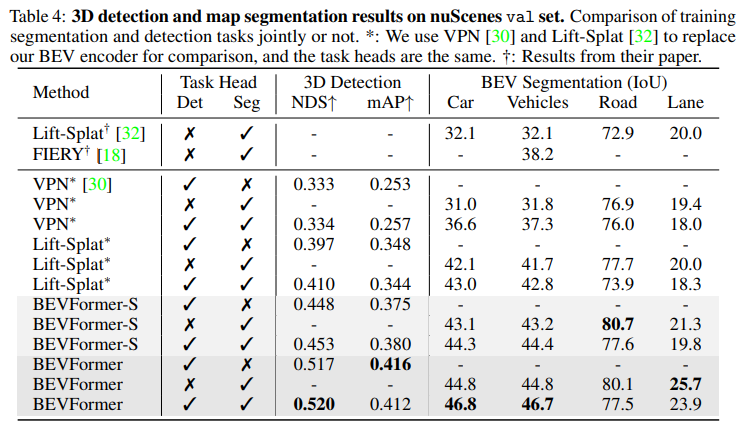 Table 4: 3D detection and map segmentation results on nuScenes val set. Comparison of training
segmentation and detection tasks jointly or not. *: We use VPN [30] and Lift-Splat [32] to replace
our BEV encoder for comparison, and the task heads are the same. †: Results from their paper.
Method Task Head 3D Detection BEV Segmentation (IoU)
Det Seg NDS↑ mAP↑ Car Vehicles Road Lane
Lift-Splat† [32] ✗ ✓ - - 32.1 32.1 72.9 20.0
FIERY† [18] ✗ ✓ - - - 38.2 - -
VPN* [30] ✓ ✗ 0.333 0.253 - - - -
VPN* ✗ ✓ - - 31.0 31.8 76.9 19.4
VPN* ✓ ✓ 0.334 0.257 36.6 37.3 76.0 18.0
Lift-Splat* ✓ ✗ 0.397 0.348 - - - -
Lift-Splat* ✗ ✓ - - 42.1 41.7 77.7 20.0
Lift-Splat* ✓ ✓ 0.410 0.344 43.0 42.8 73.9 18.3
BEVFormer-S ✓ ✗ 0.448 0.375 - - - -
BEVFormer-S ✗ ✓ - - 43.1 43.2 80.7 21.3
BEVFormer-S ✓ ✓ 0.453 0.380 44.3 44.4 77.6 19.8
BEVFormer ✓ ✗ 0.517 0.416 - - - -
BEVFormer ✗ ✓ - - 44.8 44.8 80.1 25.7
BEVFormer ✓ ✓ 0.520 0.412 46.8 46.7 77.5 23.9